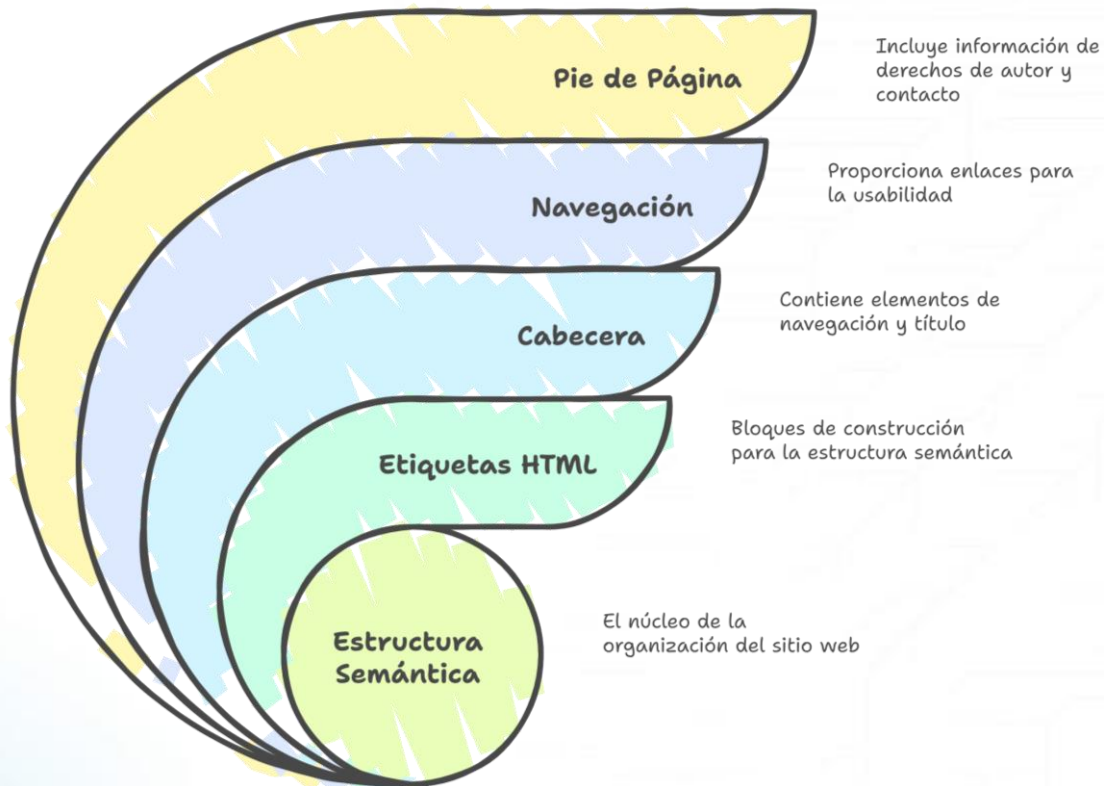 Pie de Página
Incluye información de
derechos de autor y
contacto
Navegación
Proporciona enlaces para
la usabilidad
Cabecera
Contiene elementos de
navegación y título
Etiquetas HTML
Bloques de construcción
para la estructura semántica
Estructura
Semántica
El núcleo de la
organización del sitio web